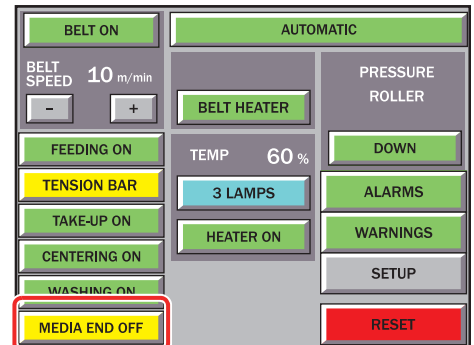 BELT ON
AUTOMATIC
BELT
SPEED 10 m/min
- +
BELT HEATER
PRESSURE
ROLLER
FEEDING ON
TEMP 60 %
DOWN
TENSION BAR
3 LAMPS
ALARMS
TAKE-UP ON
HEATER ON
WARNINGS
CENTERING ON
SETUP
WASHING ON
MEDIA END OFF
RESET